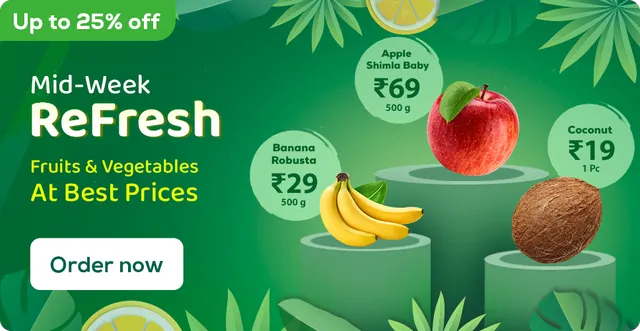 Up to 25% off
Mid-Week
ReFresh
Fruits & Vegetables
At Best Prices
Order now
Banana
Robusta
₹29
500 g
Apple
Shimla Baby
₹69
500 g
Coconut
₹19
1 Pc